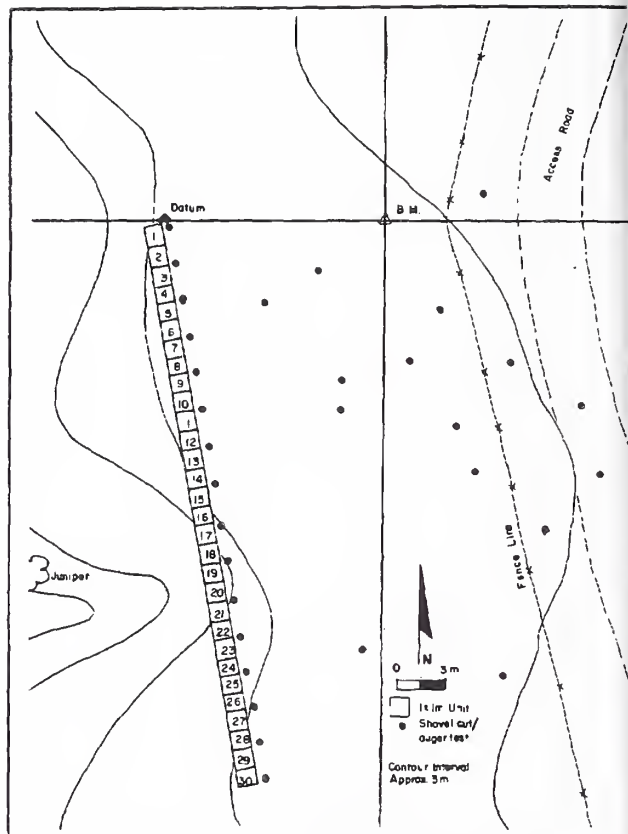 Access Road
Datum
B.M.
1
2
3
4
5
6
7
8
9
10
1
12
13
14
15
16
17
18
19
20
21
22
23
24
25
26
27
28
29
30
Juniper
Fence Line
N
0 3m
1x1m Unit
Shovel cut/
auger test
Contour Interval
Approx. 3m